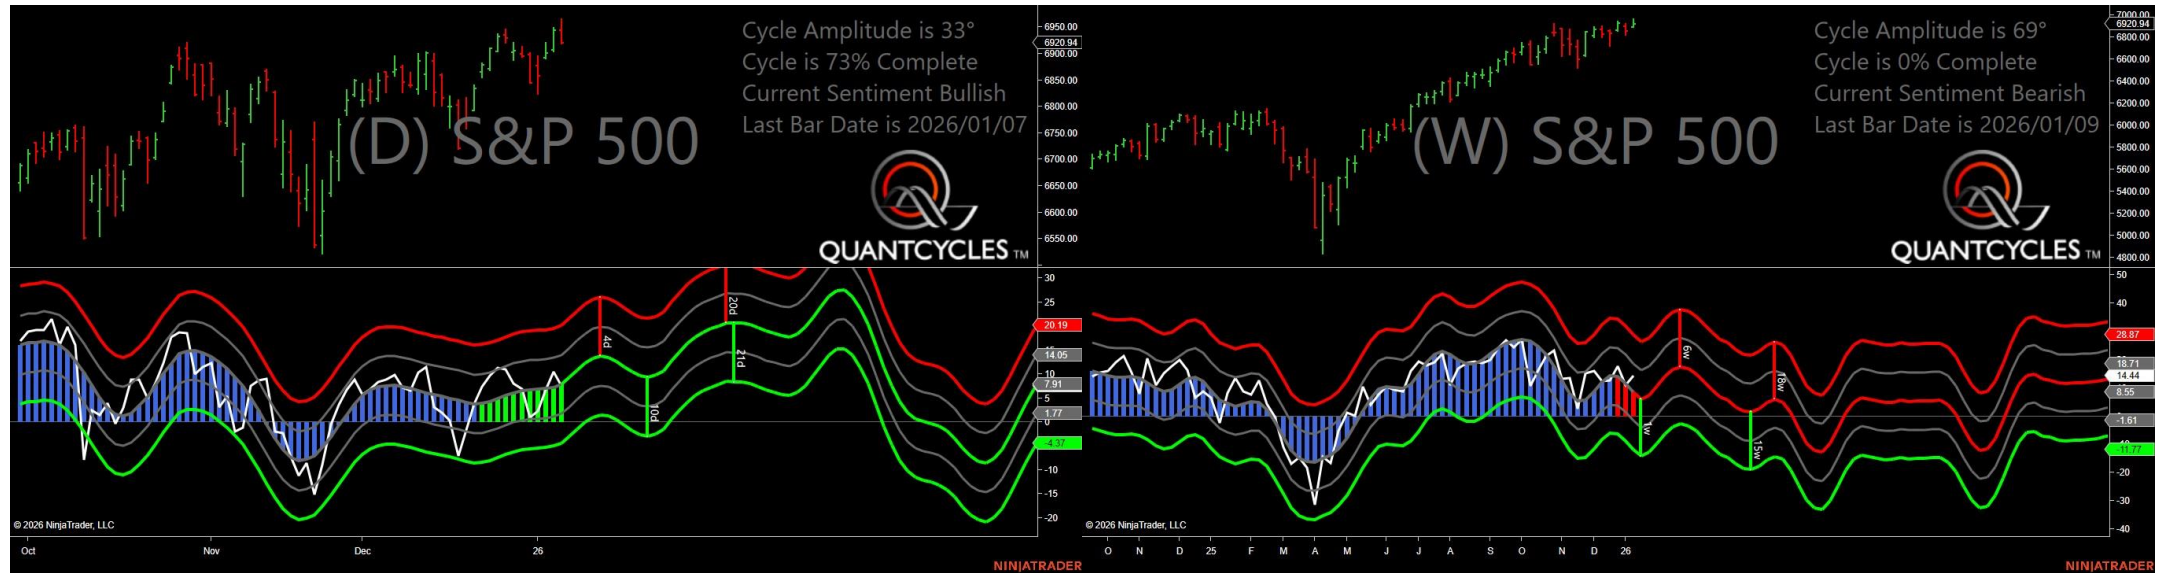 Cycle Amplitude is 33°
Cycle is 73% Complete
Current Sentiment Bullish
Last Bar Date is 2026/01/07
(D) S&P 500
QUANTCYCLES TM
6950.00
6920.94
6900.00
6850.00
6800.00
6750.00
6700.00
6650.00
6600.00
6550.00
4d
10d
20d
21d
30
25
20.19
15
14.05
10
7.91
5
1.77
0
-4.37
-10
-15
-20
© 2026 NinjaTrader, LLC
Oct Nov Dec 26
NINJATRADER
Cycle Amplitude is 69°
Cycle is 0% Complete
Current Sentiment Bearish
Last Bar Date is 2026/01/09
(W) S&P 500
QUANTCYCLES TM
7000.00
6920.94
6800.00
6600.00
6400.00
6200.00
6000.00
5800.00
5600.00
5400.00
5200.00
5000.00
4800.00
1w
6w
15w
18w
50
40
28.87
18.71
14.44
8.55
-1.61
-11.77
-20
-30
-40
© 2026 NinjaTrader, LLC
O N D 25 F M A M J J A S O N D 26
NINJATRADER